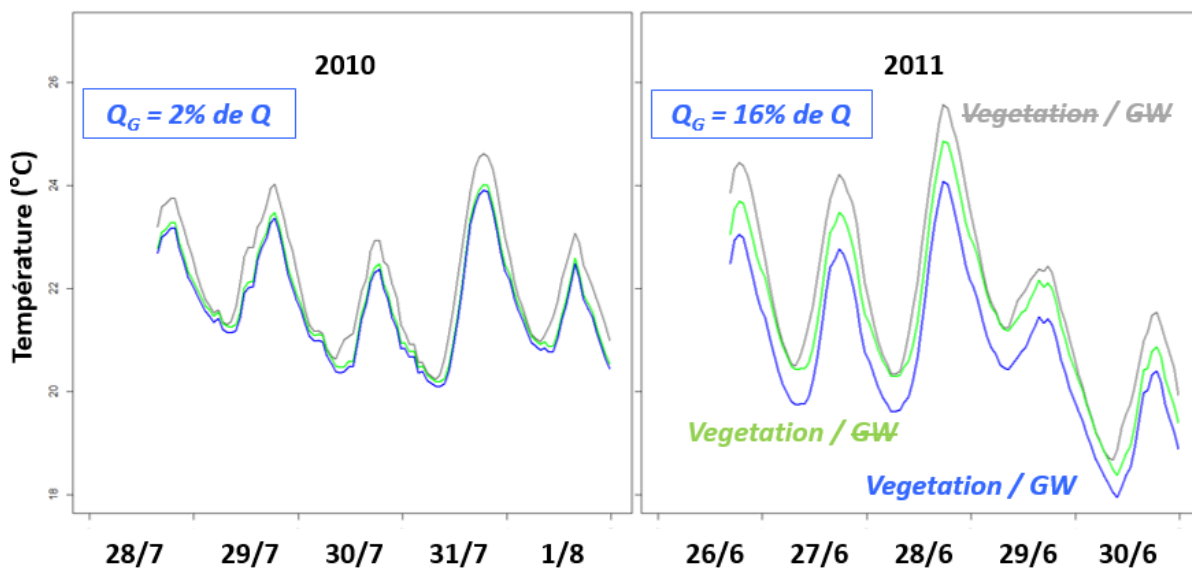 2010
2011
Q_G = 2% de Q
Q_G = 16% de Q
Vegetation / GW
Température (°C)
26
24
22
20
18
Vegetation / GW
Vegetation / GW
28/7
29/7
30/7
31/7
1/8
26/6
27/6
28/6
29/6
30/6